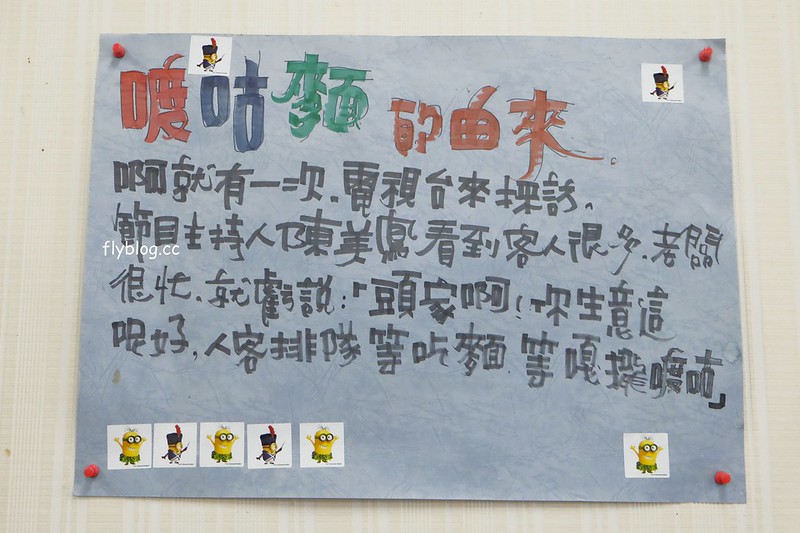 嗄咕麵的由來
啊就有一次.電視台來採訪。
節目主持人陳美鳳看到客人很多.老闆
flyblog.cc
很忙.就虧說:「頭家啊!你生意這
呢好,人客排隊等吃麵.等嘎攏嗄咕」